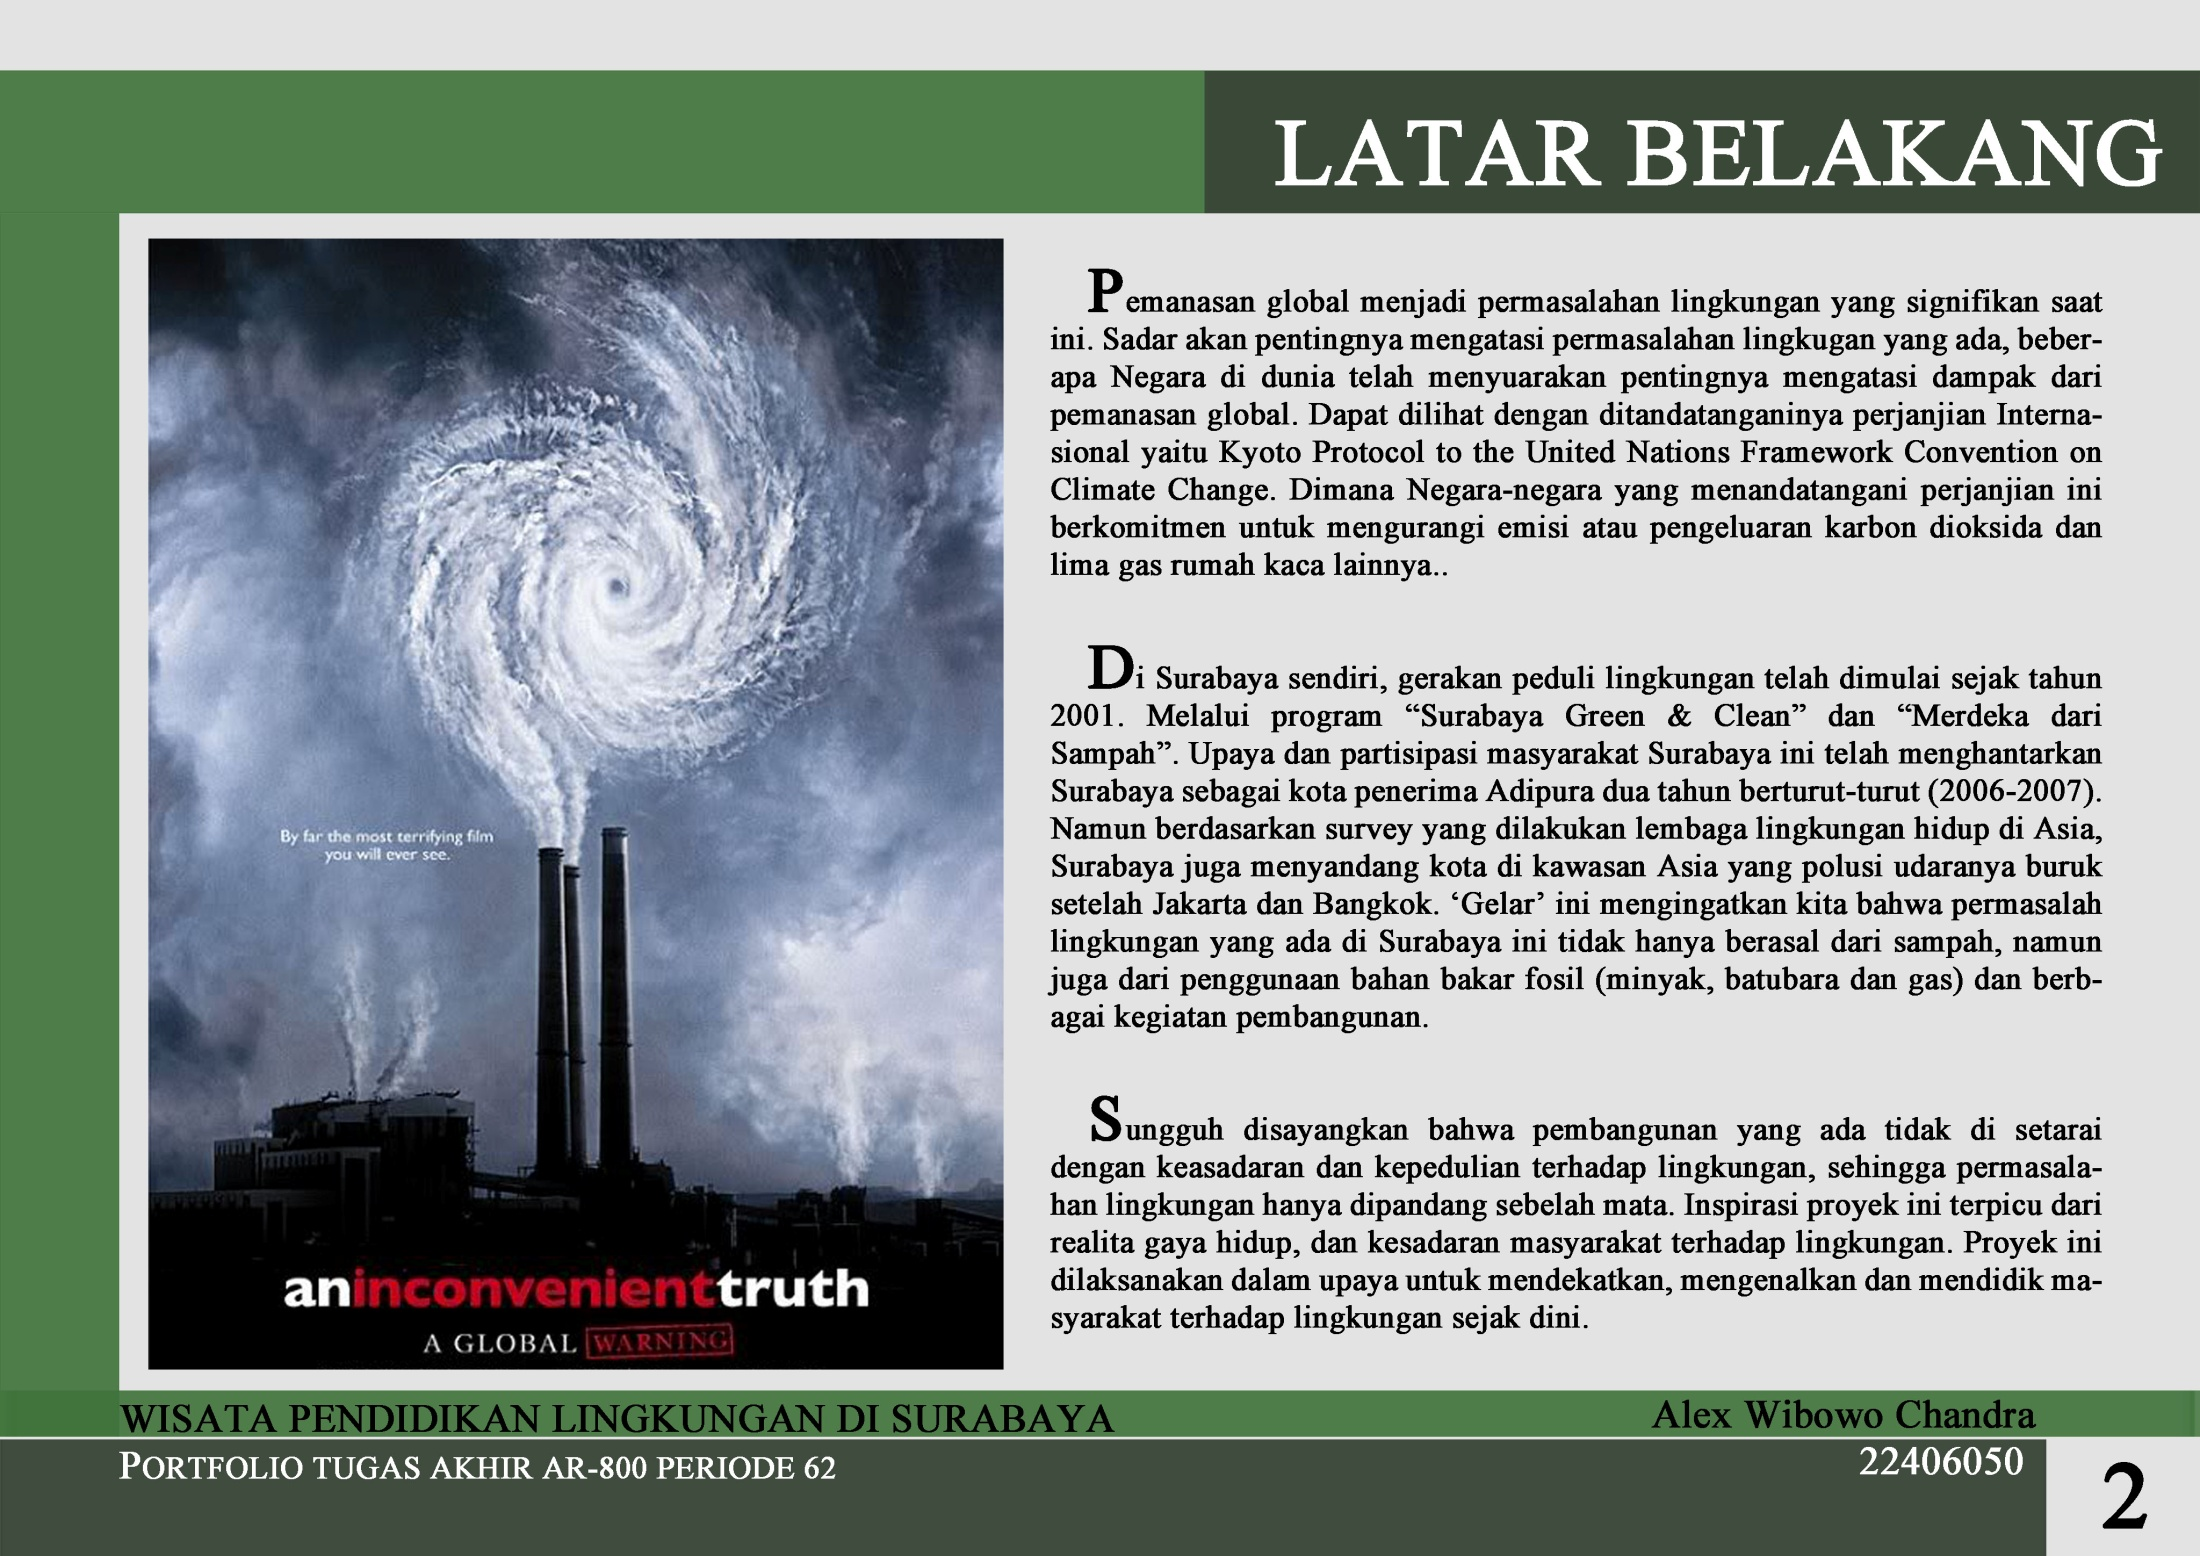 LATAR BELAKANG
By far the most terrifying film
you will ever see.
aninconvenienttruth
A GLOBAL WARNING
Pemanasan global menjadi permasalahan lingkungan yang signifikan saat
ini. Sadar akan pentingnya mengatasi permasalahan lingkugan yang ada, beber-
apa Negara di dunia telah menyuarakan pentingnya mengatasi dampak dari
pemanasan global. Dapat dilihat dengan ditandatanganinya perjanjian Interna-
sional yaitu Kyoto Protocol to the United Nations Framework Convention on
Climate Change. Dimana Negara-negara yang menandatangani perjanjian ini
berkomitmen untuk mengurangi emisi atau pengeluaran karbon dioksida dan
lima gas rumah kaca lainnya..
Di Surabaya sendiri, gerakan peduli lingkungan telah dimulai sejak tahun
2001. Melalui program “Surabaya Green & Clean” dan “Merdeka dari
Sampah”. Upaya dan partisipasi masyarakat Surabaya ini telah menghantarkan
Surabaya sebagai kota penerima Adipura dua tahun berturut-turut (2006-2007).
Namun berdasarkan survey yang dilakukan lembaga lingkungan hidup di Asia,
Surabaya juga menyandang kota di kawasan Asia yang polusi udaranya buruk
setelah Jakarta dan Bangkok. ‘Gelar’ ini mengingatkan kita bahwa permasalah
lingkungan yang ada di Surabaya ini tidak hanya berasal dari sampah, namun
juga dari penggunaan bahan bakar fosil (minyak, batubara dan gas) dan berb-
agai kegiatan pembangunan.
Sungguh disayangkan bahwa pembangunan yang ada tidak di setarai
dengan keasadaran dan kepedulian terhadap lingkungan, sehingga permasala-
han lingkungan hanya dipandang sebelah mata. Inspirasi proyek ini terpicu dari
realita gaya hidup, dan kesadaran masyarakat terhadap lingkungan. Proyek ini
dilaksanakan dalam upaya untuk mendekatkan, mengenalkan dan mendidik ma-
syarakat terhadap lingkungan sejak dini.
WISATA PENDIDIKAN LINGKUNGAN DI SURABAYA
Alex Wibowo Chandra
PORTFOLIO TUGAS AKHIR AR-800 PERIODE 62
22406050
2